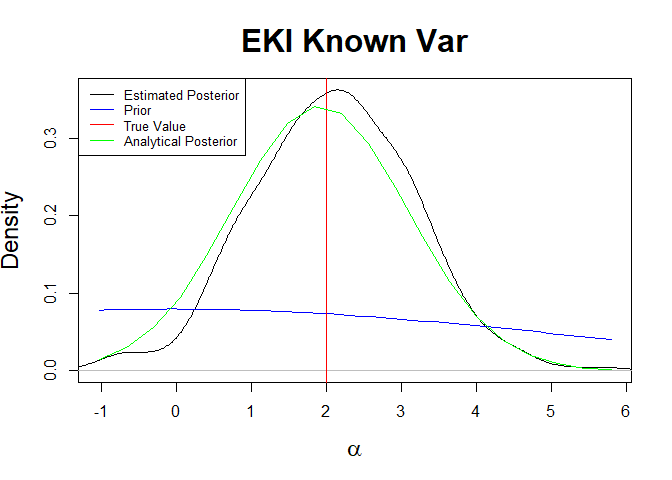 EKI Known Var
Estimated Posterior
Prior
True Value
Analytical Posterior
Density
0.0
0.1
0.2
0.3
-1
0
1
2
3
4
5
6
α